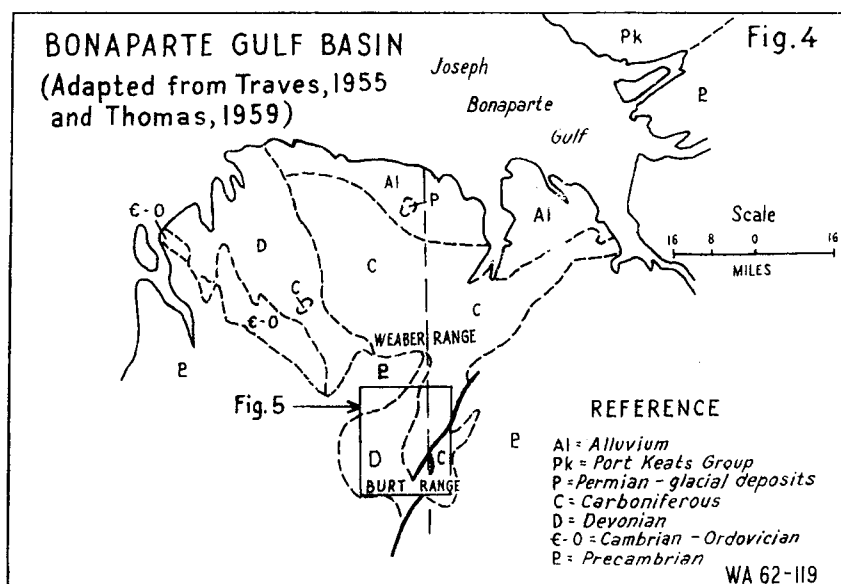 BONAPARTE GULF BASIN
(Adapted from Traves, 1955
and Thomas, 1959)
Fig. 4
Pk
Joseph
Bonaparte
Gulf
P
Al
P
Al
Є-O
D
C
C
C
Є-O
Scale
16 8 0 16
MILES
WEABER RANGE
P
P
Fig. 5
P
D
C
BURT RANGE
REFERENCE
Al = Alluvium
Pk = Port Keats Group
P = Permian - glacial deposits
C = Carboniferous
D = Devonian
Є-O = Cambrian - Ordovician
P = Precambrian
WA 62-119